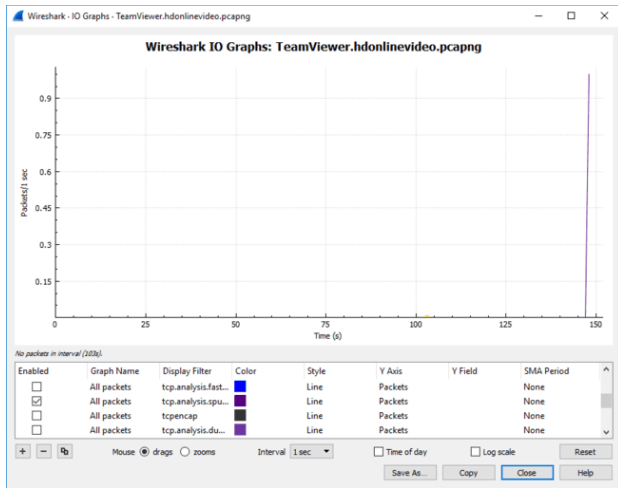 Wireshark - IO Graphs - TeamViewer.hdonlinevideo.pcapng
Wireshark IO Graphs: TeamViewer.hdonlinevideo.pcapng
Packets/1 sec
0.9
0.75
0.6
0.45
0.3
0.15
0 25 50 75 100 125 150
Time (s)
No packets in interval (103s).
Enabled Graph Name Display Filter Color Style Y Axis Y Field SMA Period
All packets tcp.analysis.fast... Line Packets None
All packets tcp.analysis.spu... Line Packets None
All packets tcpencap Line Packets None
All packets tcp.analysis.du... Line Packets None
+ − Mouse drags zooms Interval 1 sec Time of day Log scale Reset
Save As... Copy Close Help